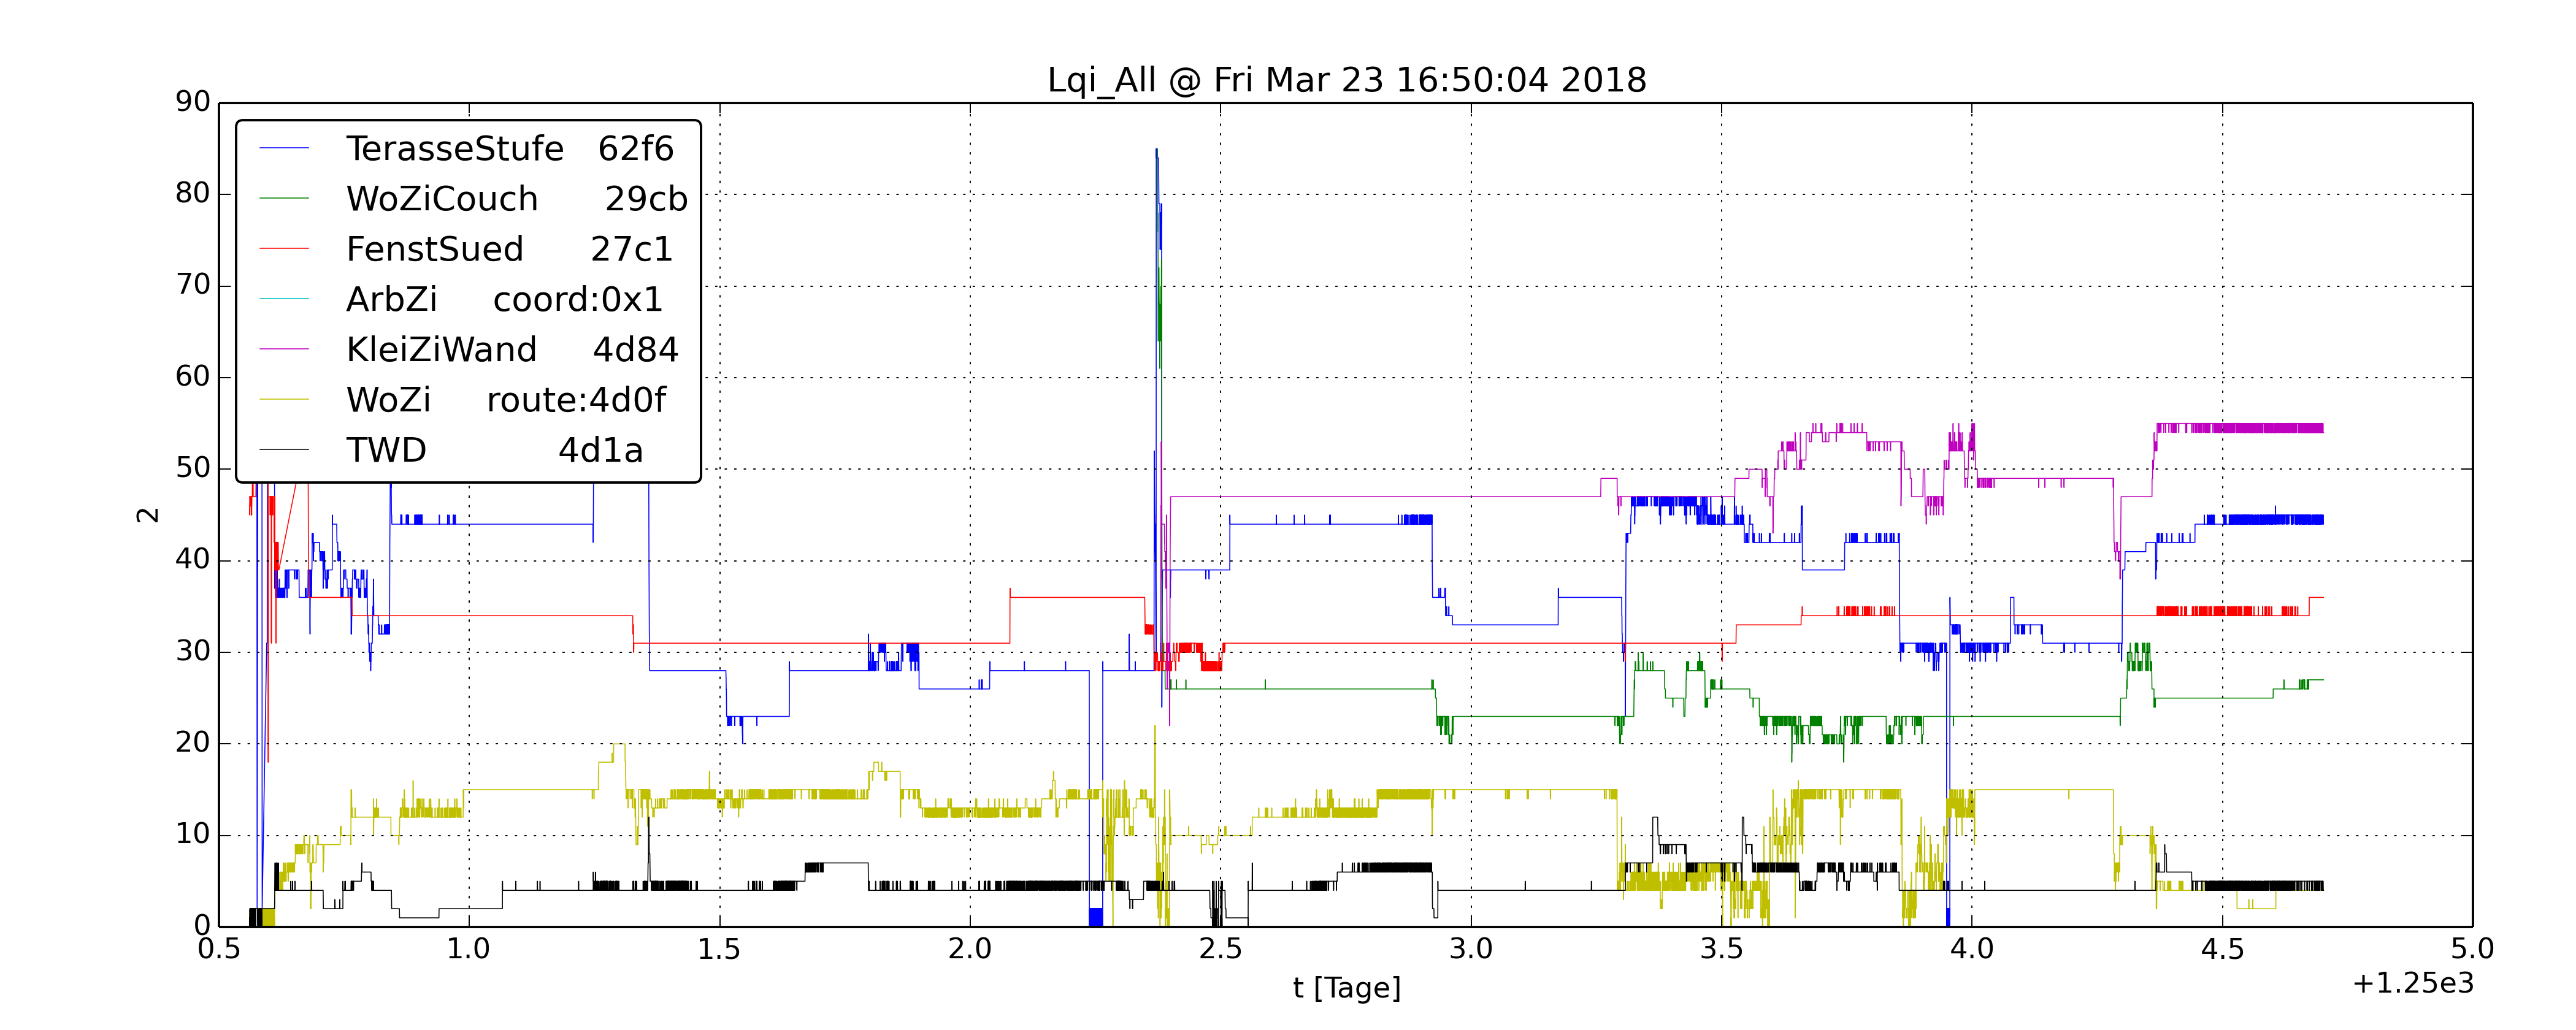 Lqi_All @ Fri Mar 23 16:50:04 2018
90
80
70
60
50
40
30
20
10
0
2
TerasseStufe 62f6
WoZiCouch 29cb
FenstSued 27c1
ArbZi coord:0x1
KleiZiWand 4d84
WoZi route:4d0f
TWD 4d1a
0.5 1.0 1.5 2.0 2.5 3.0 3.5 4.0 4.5 5.0
t [Tage]
+1.25e3